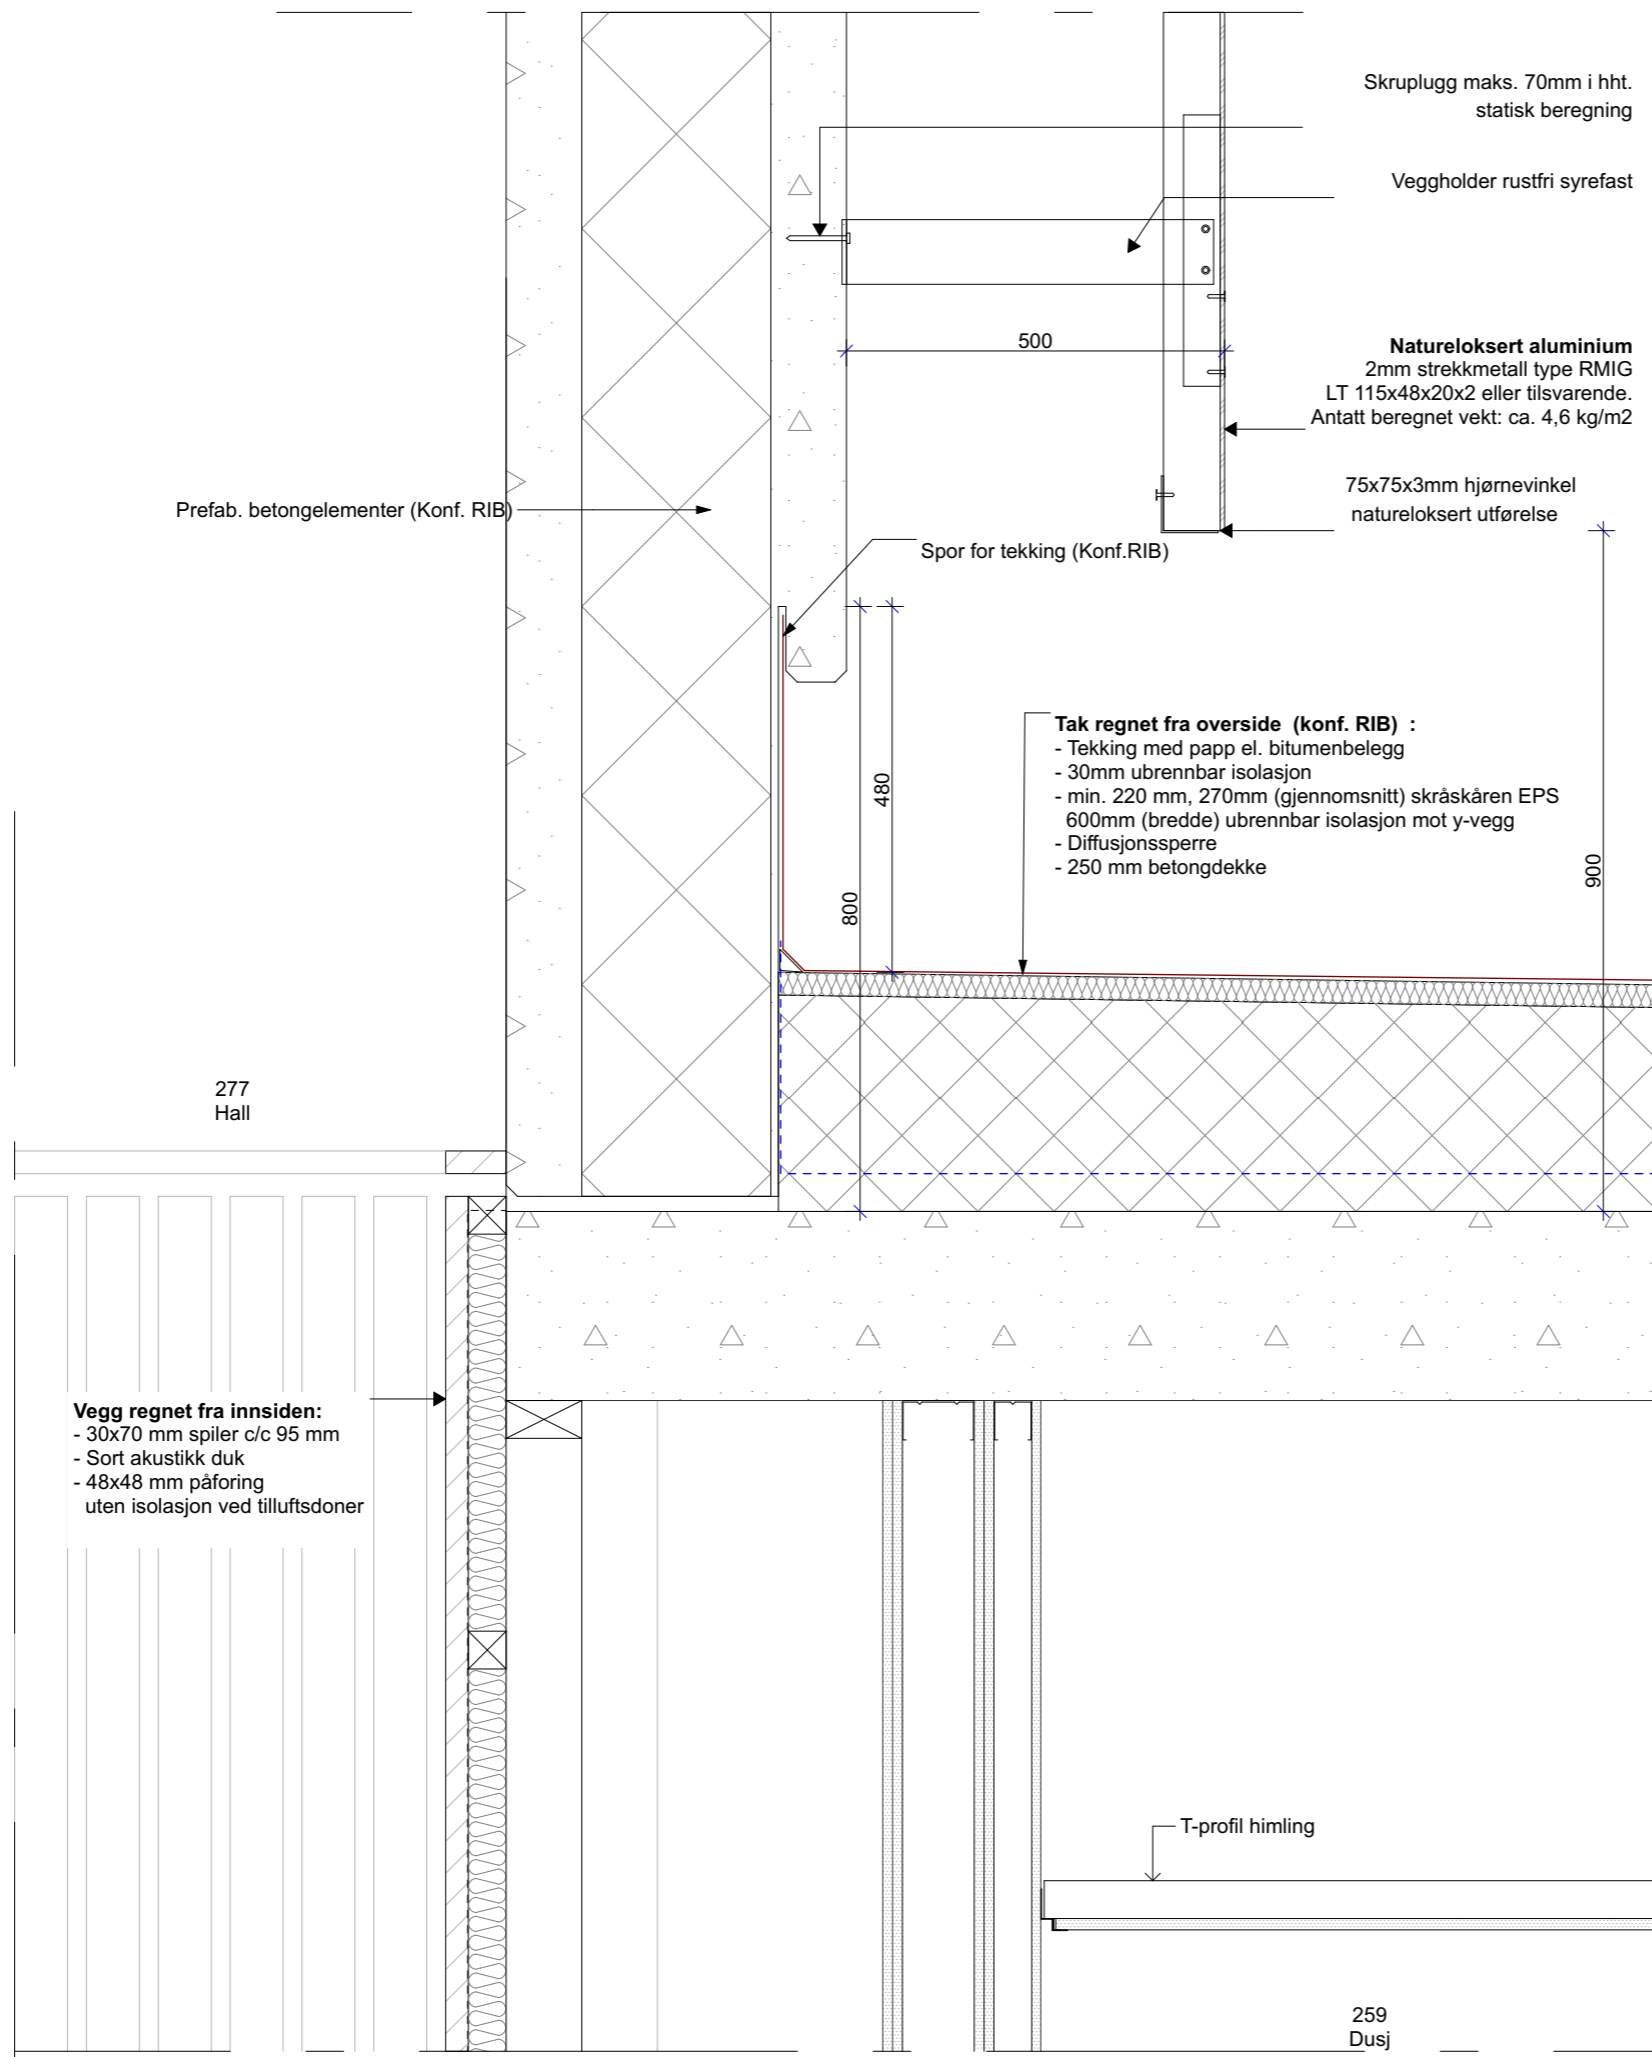 Skruplugg maks. 70mm i hht.
statisk beregning
Veggholder rustfri syrefast
500
Natureloksert aluminium
2mm strekkmetall type RMIG
LT 115x48x20x2 eller tilsvarende.
Antatt beregnet vekt: ca. 4,6 kg/m2
75x75x3mm hjørnevinkel
natureloksert utførelse
Prefab. betongelementer (Konf. RIB)
Spor for tekking (Konf.RIB)
Tak regnet fra overside (konf. RIB) :
- Tekking med papp el. bitumenbelegg
- 30mm ubrennbar isolasjon
- min. 220 mm, 270mm (gjennomsnitt) skråskåren EPS
600mm (bredde) ubrennbar isolasjon mot y-vegg
- Diffusjonssperre
- 250 mm betongdekke
480
800
900
277
Hall
Vegg regnet fra innsiden:
- 30x70 mm spiler c/c 95 mm
- Sort akustikk duk
- 48x48 mm påforing
uten isolasjon ved tilluftsdoner
T-profil himling
259
Dusj